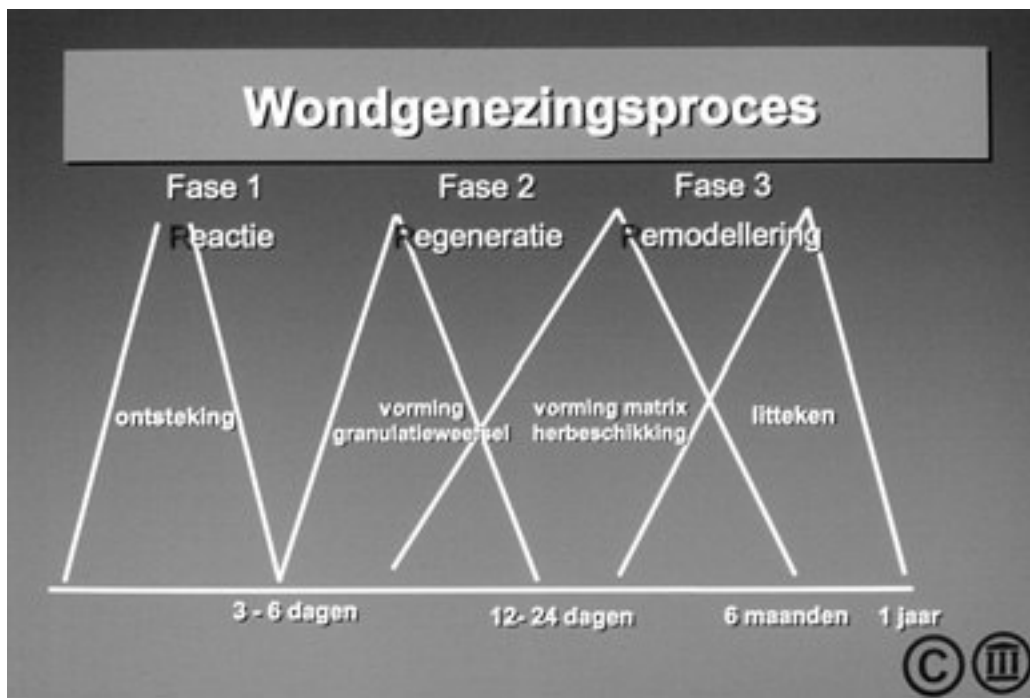 Wondgenezingsproces
Fase 1 Fase 2 Fase 3
Reactie Regeneratie Remodellering
ontsteking
vorming
granulatieweefsel
vorming matrix
herbeschikking
litteken
3 - 6 dagen 12- 24 dagen 6 maanden 1 jaar
©